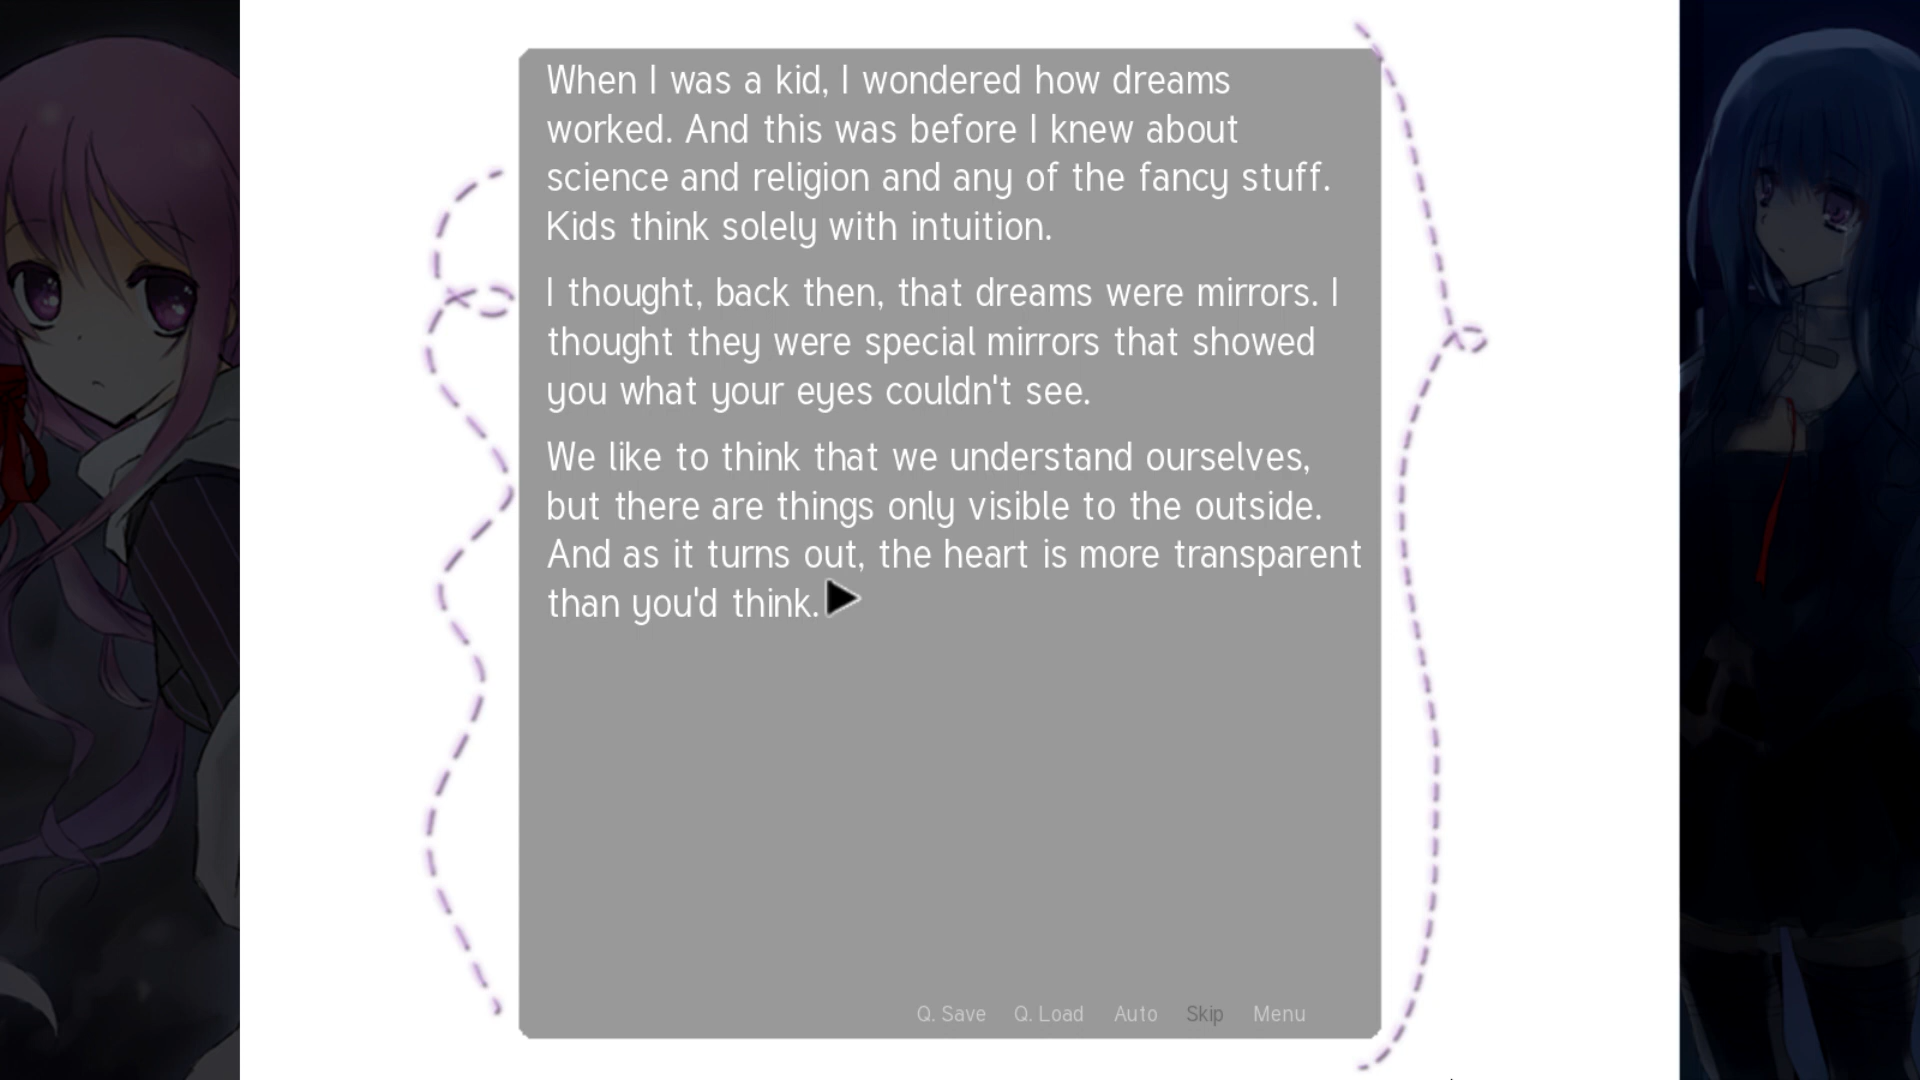 When I was a kid, I wondered how dreams
worked. And this was before I knew about
science and religion and any of the fancy stuff.
Kids think solely with intuition.
I thought, back then, that dreams were mirrors. I
thought they were special mirrors that showed
you what your eyes couldn't see.
We like to think that we understand ourselves,
but there are things only visible to the outside.
And as it turns out, the heart is more transparent
than you'd think.
Q. Save Q. Load Auto Skip Menu